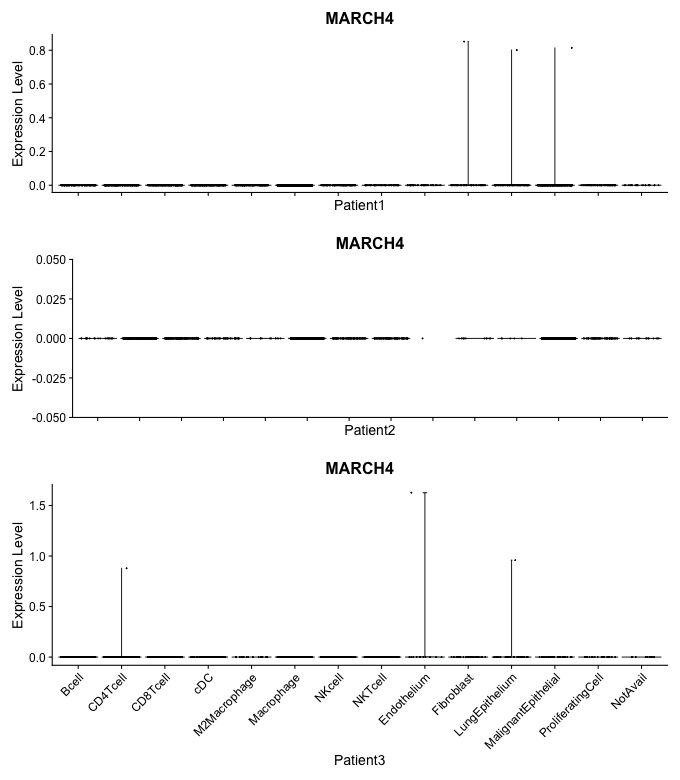 MARCH4
Expression Level
0.8
0.6
0.4
0.2
0.0
Patient1
MARCH4
Expression Level
0.050
0.025
0.000
-0.025
-0.050
Patient2
MARCH4
Expression Level
1.5
1.0
0.5
0.0
Bcell
CD4Tcell
CD8Tcell
cDC
M2Macrophage
Macrophage
NKcell
NKTcell
Endothelium
Fibroblast
LungEpithelium
MalignantEpithelial
ProliferatingCell
NotAvail
Patient3